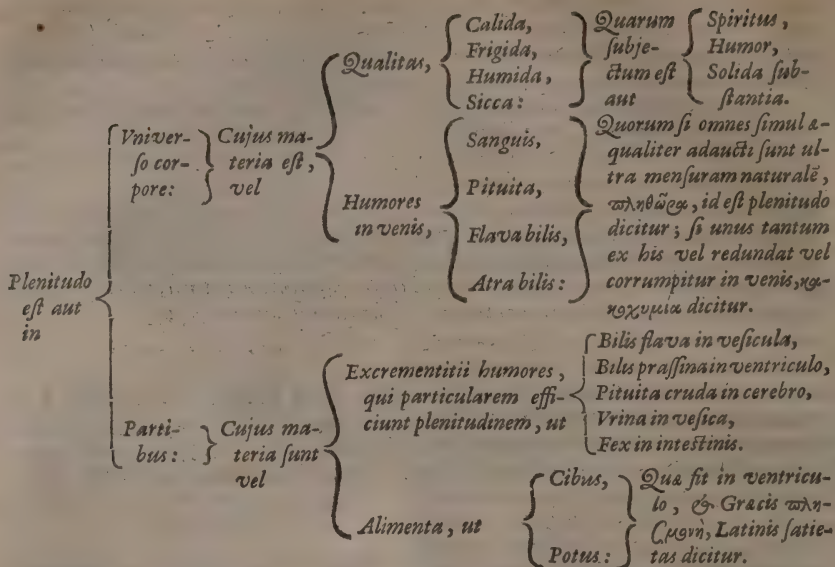 Plenitudo
est aut
in
Vniver-
so cor-
pore:
Cujus ma-
teria est,
vel
Qualitas,
Calida,
Frigida,
Humida,
Sicca:
Quarum
subje-
ctum est
aut
Spiritus,
Humor,
Solida sub-
stantia.
Humores
in venis,
Sanguis,
Pituita,
Flava bilis,
Atra bilis:
Quorum si omnes simul æ-
qualiter adaucti sunt ul-
tra mensuram naturalē,
πληθῶρα, id est plenitudo
dicitur; si unus tantum
ex his vel redundat vel
corrumpitur in venis, κα-
κοχυμία dicitur.
Parti-
bus:
Cujus ma-
teria sunt
vel
Excrementitii humores,
qui particularem effi-
ciunt plenitudinem, ut
Bilis flava in vesicula,
Bilis prassina in ventriculo,
Pituita cruda in cerebro,
Vrina in vesica,
Fex in intestinis.
Alimenta, ut
Cibus,
Potus:
Quæ fit in ventricu-
lo, & Græcis πλη-
σμονὴ, Latinis satie-
tas dicitur.